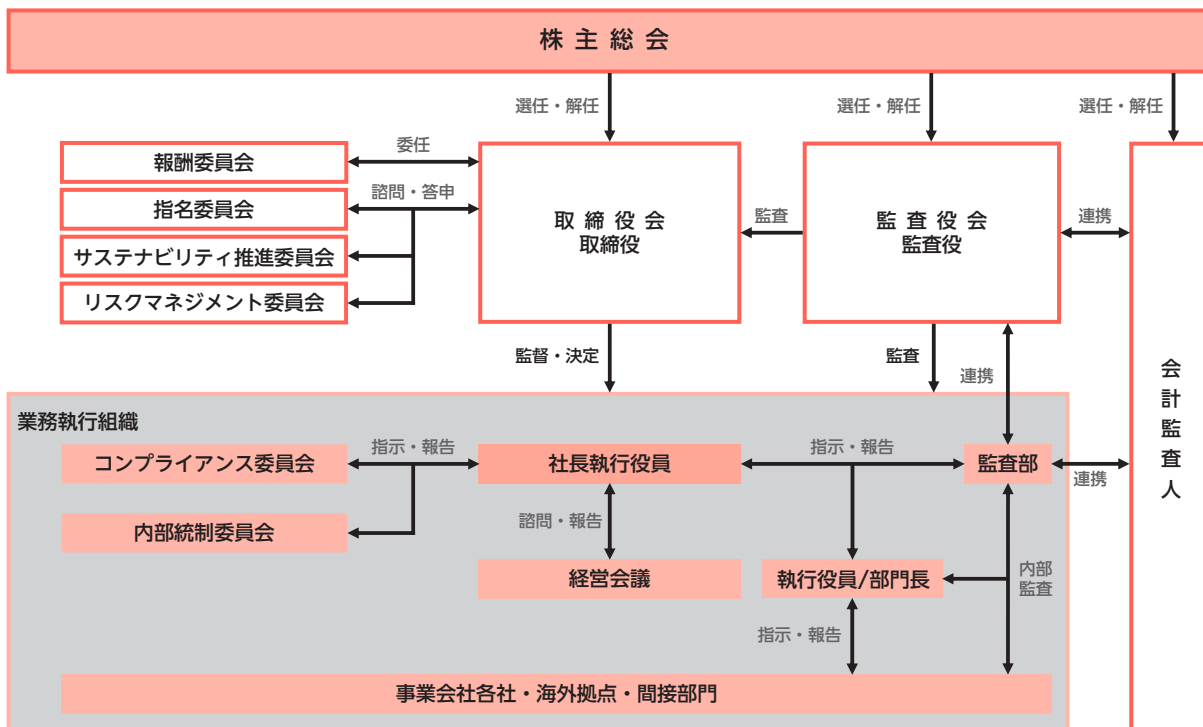 株主総会
選任・解任
選任・解任
選任・解任
報酬委員会
委任
指名委員会
諮問・答申
サステナビリティ推進委員会
リスクマネジメント委員会
取締役会
取締役
監査
監査役会
監査役
連携
会計監査人
監督・決定
監査
連携
業務執行組織
コンプライアンス委員会
指示・報告
社長執行役員
指示・報告
監査部
連携
内部統制委員会
諮問・報告
経営会議
執行役員/部門長
内部
監査
指示・報告
事業会社各社・海外拠点・間接部門